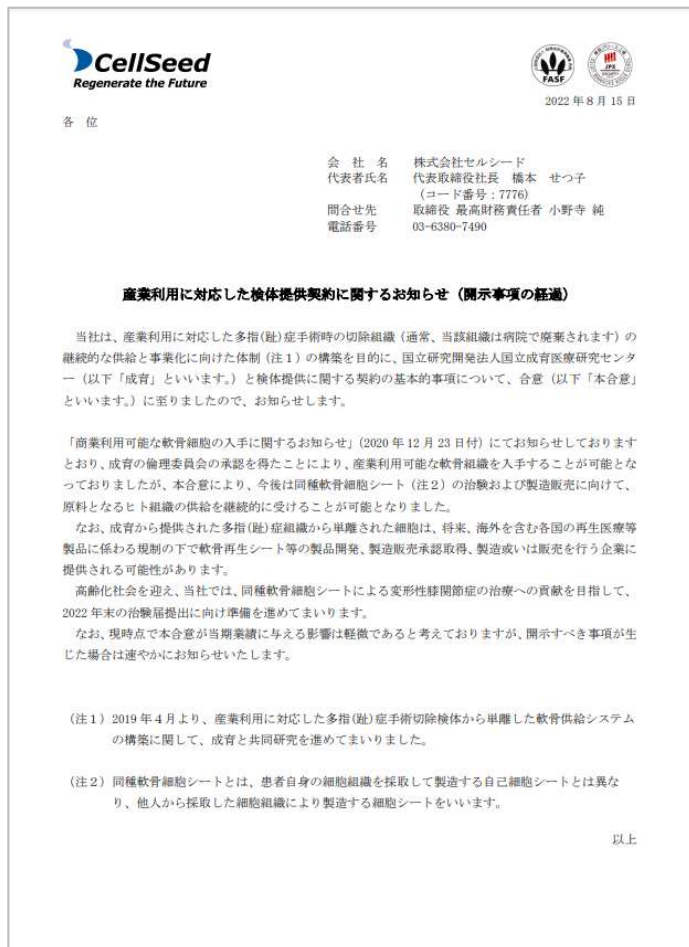 CellSeed
Regenerate the Future
FASF
JPX
2022年8月15日
各 位
会 社 名 株式会社セルシード
代表者氏名 代表取締役社長 橋本 せつ子
(コード番号:7776)
問合せ先 取締役 最高財務責任者 小野寺 純
電話番号 03-6380-7490
産業利用に対応した検体提供契約に関するお知らせ(開示事項の経過)
当社は、産業利用に対応した多指(趾)症手術時の切除組織(通常、当該組織は病院で廃棄されます)の
継続的な供給と事業化に向けた体制(注1)の構築を目的に、国立研究開発法人国立成育医療研究センタ
ー(以下「成育」といいます。)と検体提供に関する契約の基本的事項について、合意(以下「本合意」
といいます。)に至りましたので、お知らせします。
「商業利用可能な軟骨細胞の入手に関するお知らせ」(2020年12月23日付)にてお知らせしております
とおり、成育の倫理委員会の承認を得たことにより、産業利用可能な軟骨組織を入手することが可能とな
っておりましたが、本合意により、今後は同種軟骨細胞シート(注2)の治験および製造販売に向けて、
原料となるヒト組織の供給を継続的に受けることが可能となりました。
なお、成育から提供された多指(趾)症組織から単離された細胞は、将来、海外を含む各国の再生医療等
製品に係わる規制の下で軟骨再生シート等の製品開発、製造販売承認取得、製造或いは販売を行う企業に
提供される可能性があります。
高齢化社会を迎え、当社では、同種軟骨細胞シートによる変形性膝関節症の治療への貢献を目指して、
2022年末の治験届提出に向け準備を進めてまいります。
なお、現時点で本合意が当期業績に与える影響は軽微であると考えておりますが、開示すべき事項が生
じた場合は速やかにお知らせいたします。
(注1)2019年4月より、産業利用に対応した多指(趾)症手術切除検体から単離した軟骨供給システム
の構築に関して、成育と共同研究を進めてまいりました。
(注2)同種軟骨細胞シートとは、患者自身の細胞組織を採取して製造する自己細胞シートとは異な
り、他人から採取した細胞組織により製造する細胞シートをいいます。
以上